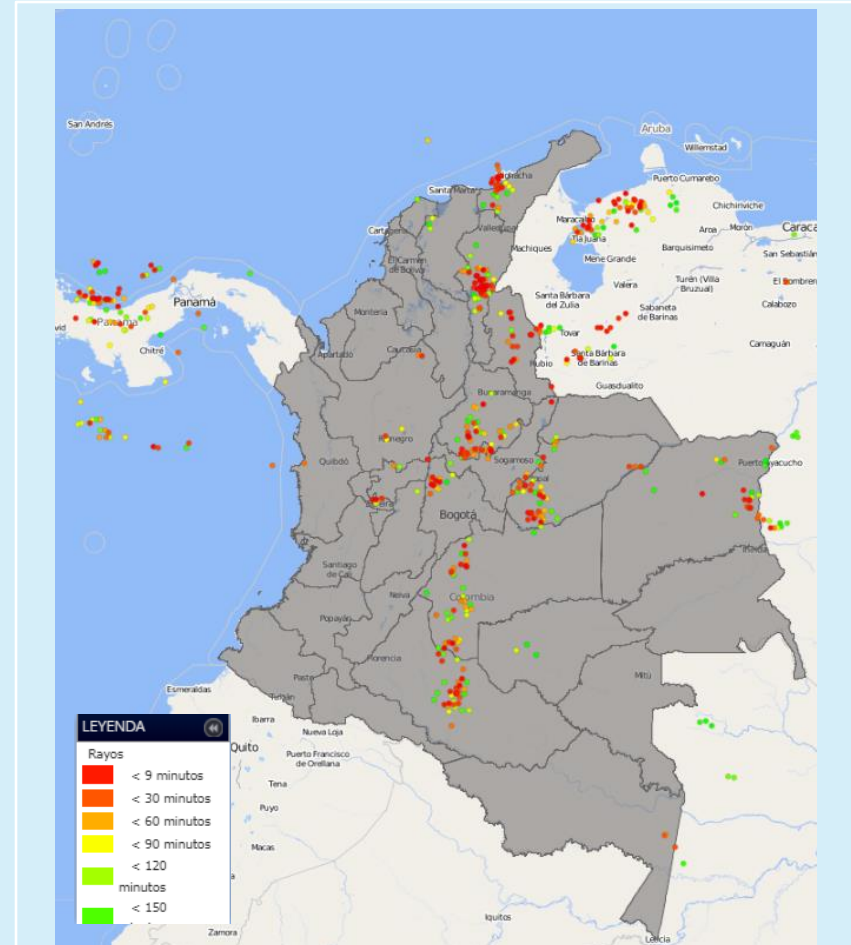 San Andrés
Aruba
Willemstad
Puerto Cumarebo
Santa Marta
Chichiriviche
Maracaibo
Cartagena
Valledupar
Tía Juana
Aroa
Morón
Caraca
Machiques
Barquisimeto
El Carmen
de Bolívar
Mene Grande
San Sebastián
Turén (Villa
Bruzual)
El Sombrero
Panamá
Valera
Santa Bárbara
del Zulia
Calabozo
Montería
Sabaneta
de Barinas
vid
Panamá
Tovar
Camaguán
Chitré
Apartadó
Caucasia
Rubio
Santa Bárbara
de Barinas
Guasdualito
Bucaramanga
Rionegro
Quibdó
Sogamoso
Puerto Ayacucho
Yopal
Pereira
Bogotá
Inírida
Santiago
de Cali
Neiva
Colombia
Popayán
Florencia
Mitú
Pasto
Esmeraldas
Tulcán
Ibarra
Nueva Loja
Quito
Puerto Francisco
de Orellana
Tena
Puyo
Macas
Iquitos
Zamora
Leticia
LEYENDA
Rayos
< 9 minutos
< 30 minutos
< 60 minutos
< 90 minutos
< 120
minutos
< 150